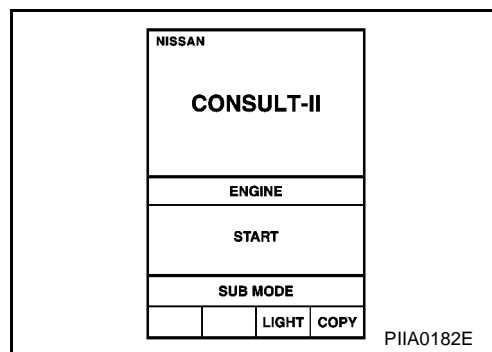 NISSAN
CONSULT-II
ENGINE
START
SUB MODE
LIGHT COPY
PIIA0182E